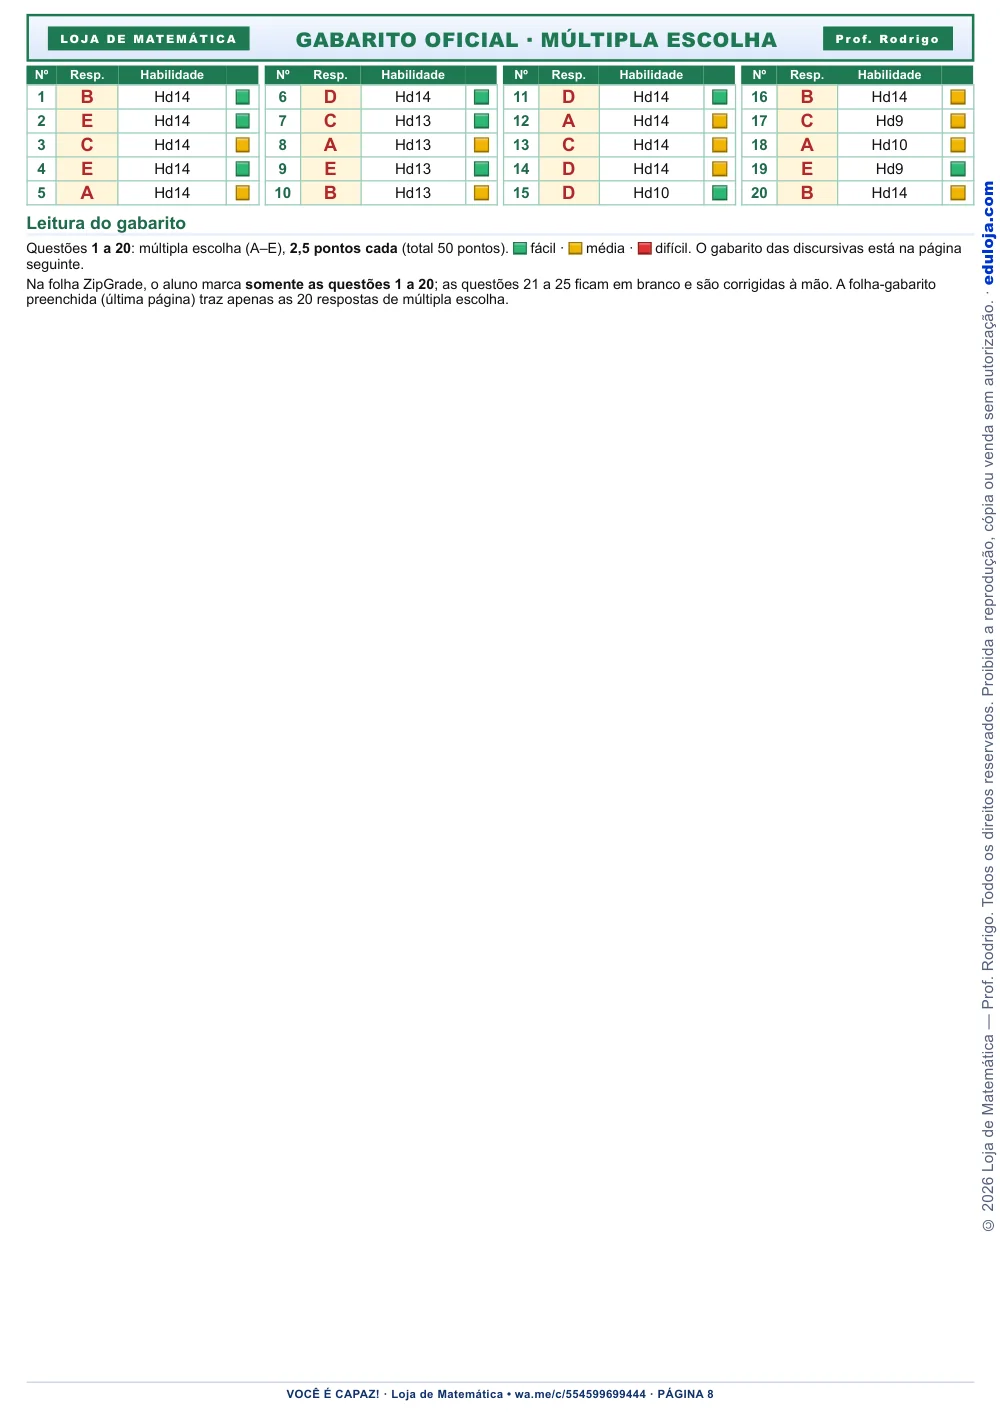 LOJA DE MATEMÁTICA
GABARITO OFICIAL · MÚLTIPLA ESCOLHA
Prof. Rodrigo
Nº Resp. Habilidade Nº Resp. Habilidade Nº Resp. Habilidade Nº Resp. Habilidade
1 B Hd14 6 D Hd14 11 D Hd14 16 B Hd14
2 E Hd14 7 C Hd13 12 A Hd14 17 C Hd9
3 C Hd14 8 A Hd13 13 C Hd14 18 A Hd10
4 E Hd14 9 E Hd13 14 D Hd14 19 E Hd9
5 A Hd14 10 B Hd13 15 D Hd10 20 B Hd14
Leitura do gabarito
Questões 1 a 20: múltipla escolha (A–E), 2,5 pontos cada (total 50 pontos). fácil · média · difícil. O gabarito das discursivas está na página
seguinte.
Na folha ZipGrade, o aluno marca somente as questões 1 a 20; as questões 21 a 25 ficam em branco e são corrigidas à mão. A folha-gabarito
preenchida (última página) traz apenas as 20 respostas de múltipla escolha.
© 2026 Loja de Matemática — Prof. Rodrigo. Todos os direitos reservados. Proibida a reprodução, cópia ou venda sem autorização. · eduloja.com
VOCÊ É CAPAZ! · Loja de Matemática • wa.me/c/554599699444 · PÁGINA 8